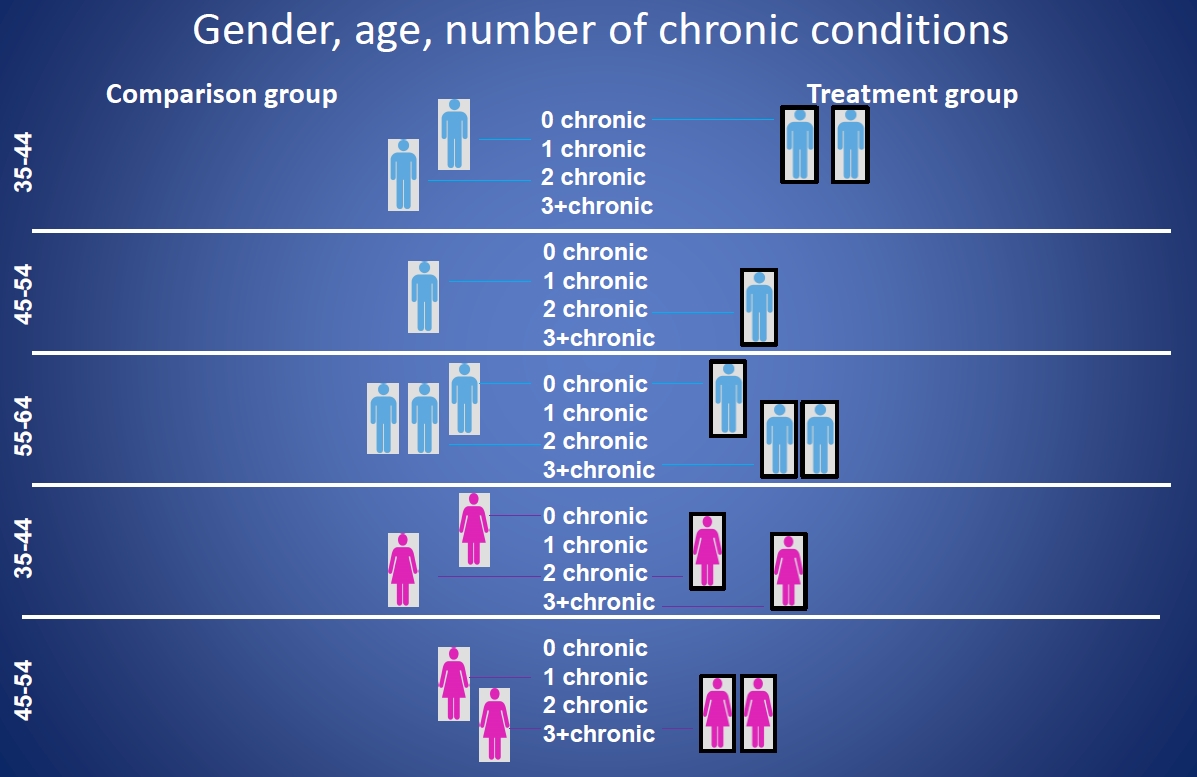 Gender, age, number of chronic conditions
Comparison group
Treatment group
35-44
0 chronic
1 chronic
2 chronic
3+chronic
45-54
0 chronic
1 chronic
2 chronic
3+chronic
55-64
0 chronic
1 chronic
2 chronic
3+chronic
35-44
0 chronic
1 chronic
2 chronic
3+chronic
45-54
0 chronic
1 chronic
2 chronic
3+chronic